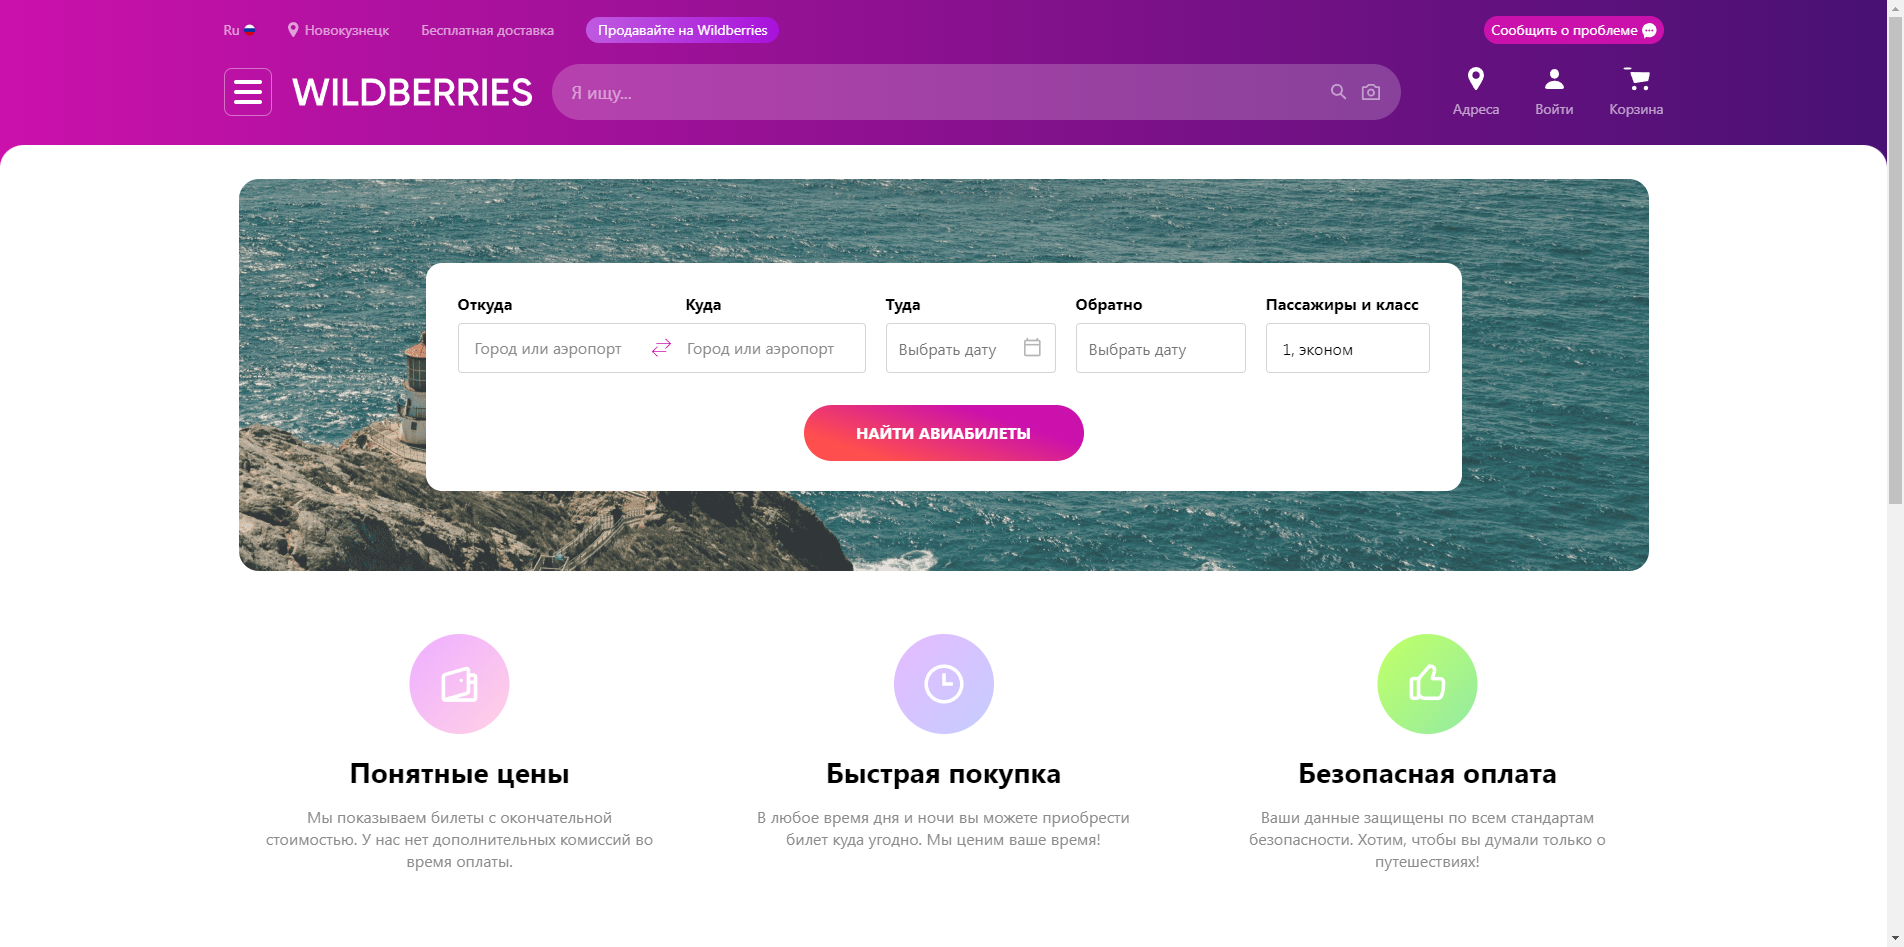 Ru
Новокузнецк
Бесплатная доставка
Продавайте на Wildberries
Сообщить о проблеме
WILDBERRIES
Я ищу...
Адреса
Войти
Корзина
Откуда
Куда
Туда
Обратно
Пассажиры и класс
Город или аэропорт
Город или аэропорт
Выбрать дату
Выбрать дату
1, эконом
НАЙТИ АВИАБИЛЕТЫ
Понятные цены
Мы показываем билеты с окончательной
стоимостью. У нас нет дополнительных комиссий во
время оплаты.
Быстрая покупка
В любое время дня и ночи вы можете приобрести
билет куда угодно. Мы ценим ваше время!
Безопасная оплата
Ваши данные защищены по всем стандартам
безопасности. Хотим, чтобы вы думали только о
путешествиях!